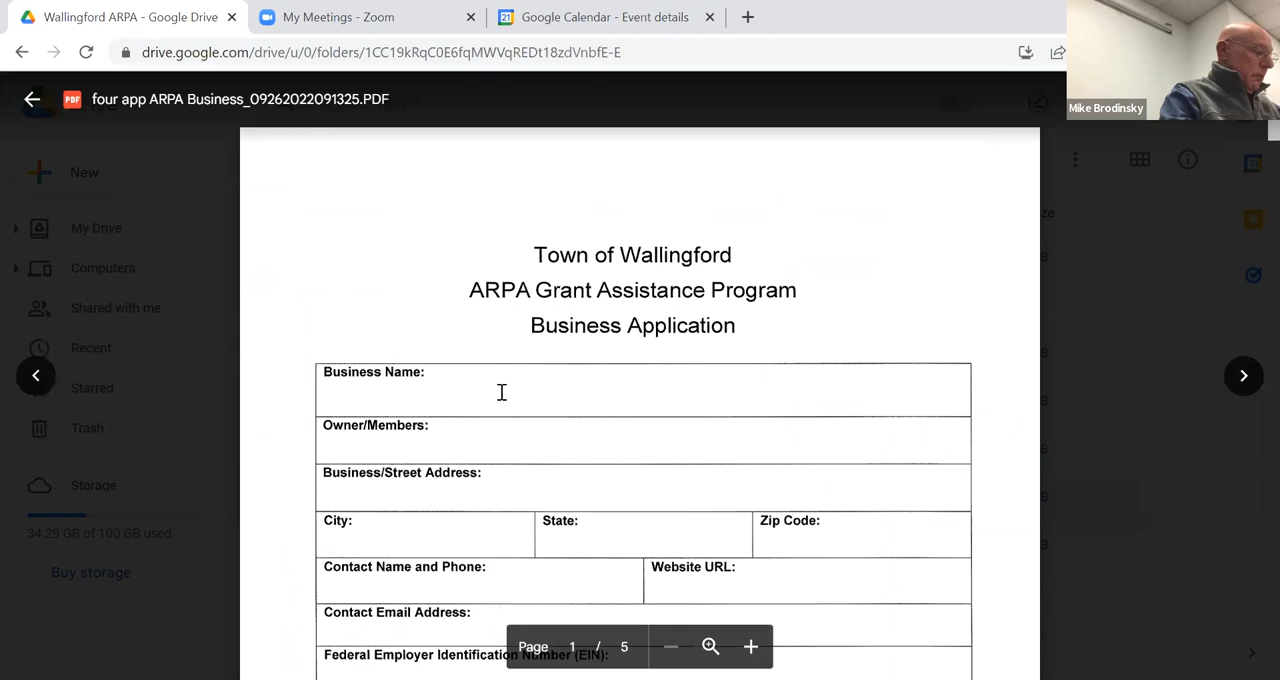 Wallingford ARPA - Google Drive
My Meetings - Zoom
Google Calendar - Event details
drive.google.com/drive/u/0/folders/1CC19kRqC0E6fqMWVqREDt18zdVnbfE-E
Mike Brodinsky
PDF four app ARPA Business_09262022091325.PDF
New
My Drive
Computers
Shared with me
Recent
Starred
Trash
Storage
34.29 GB of 100 GB used
Buy storage
Town of Wallingford
ARPA Grant Assistance Program
Business Application
Business Name:
Owner/Members:
Business/Street Address:
City: State: Zip Code:
Contact Name and Phone: Website URL:
Contact Email Address:
Federal Employer Identification Number (EIN):
Page 1 / 5